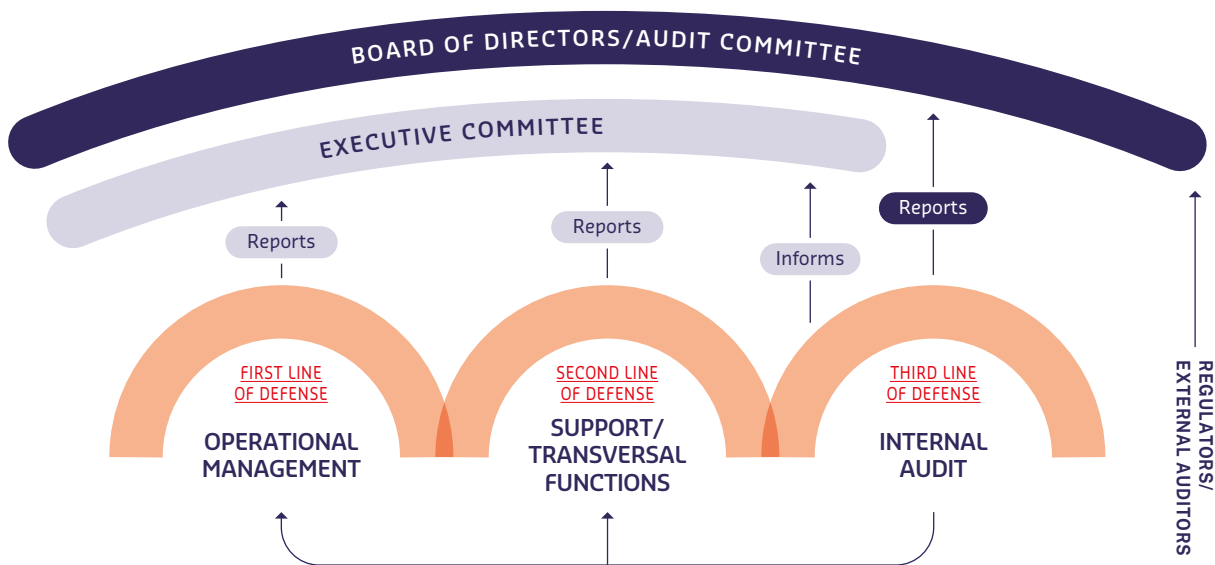 BOARD OF DIRECTORS/AUDIT COMMITTEE
EXECUTIVE COMMITTEE
Reports
Reports
Informs
Reports
FIRST LINE
OF DEFENSE
OPERATIONAL
MANAGEMENT
SECOND LINE
OF DEFENSE
SUPPORT/
TRANSVERSAL
FUNCTIONS
THIRD LINE
OF DEFENSE
INTERNAL
AUDIT
REGULATORS/
EXTERNAL AUDITORS